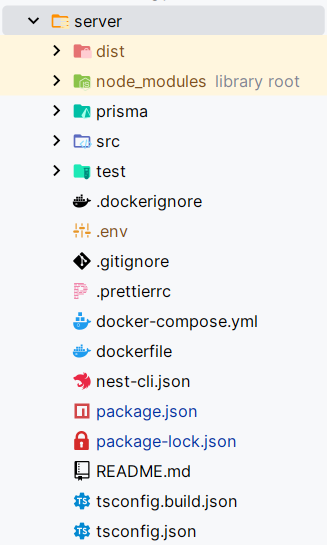 server
dist
node_modules library root
prisma
src
test
.dockerignore
.env
.gitignore
.prettierrc
docker-compose.yml
dockerfile
nest-cli.json
package.json
package-lock.json
README.md
tsconfig.build.json
tsconfig.json